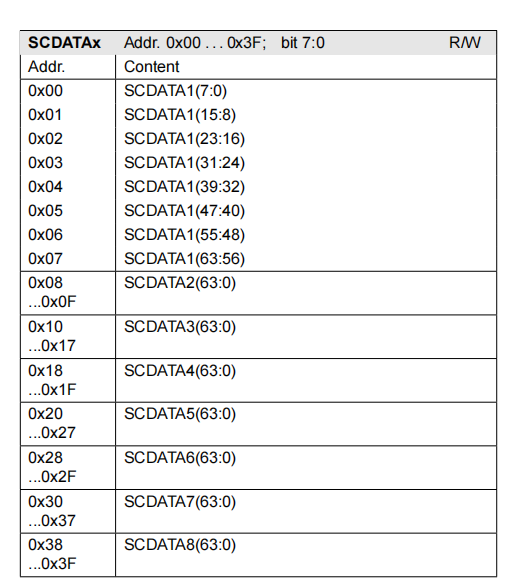 SCDATAx Addr. 0x00 . . . 0x3F; bit 7:0 R/W
Addr. Content
0x00 SCDATA1(7:0)
0x01 SCDATA1(15:8)
0x02 SCDATA1(23:16)
0x03 SCDATA1(31:24)
0x04 SCDATA1(39:32)
0x05 SCDATA1(47:40)
0x06 SCDATA1(55:48)
0x07 SCDATA1(63:56)
0x08 SCDATA2(63:0)
...0x0F
0x10 SCDATA3(63:0)
...0x17
0x18 SCDATA4(63:0)
...0x1F
0x20 SCDATA5(63:0)
...0x27
0x28 SCDATA6(63:0)
...0x2F
0x30 SCDATA7(63:0)
...0x37
0x38 SCDATA8(63:0)
...0x3F